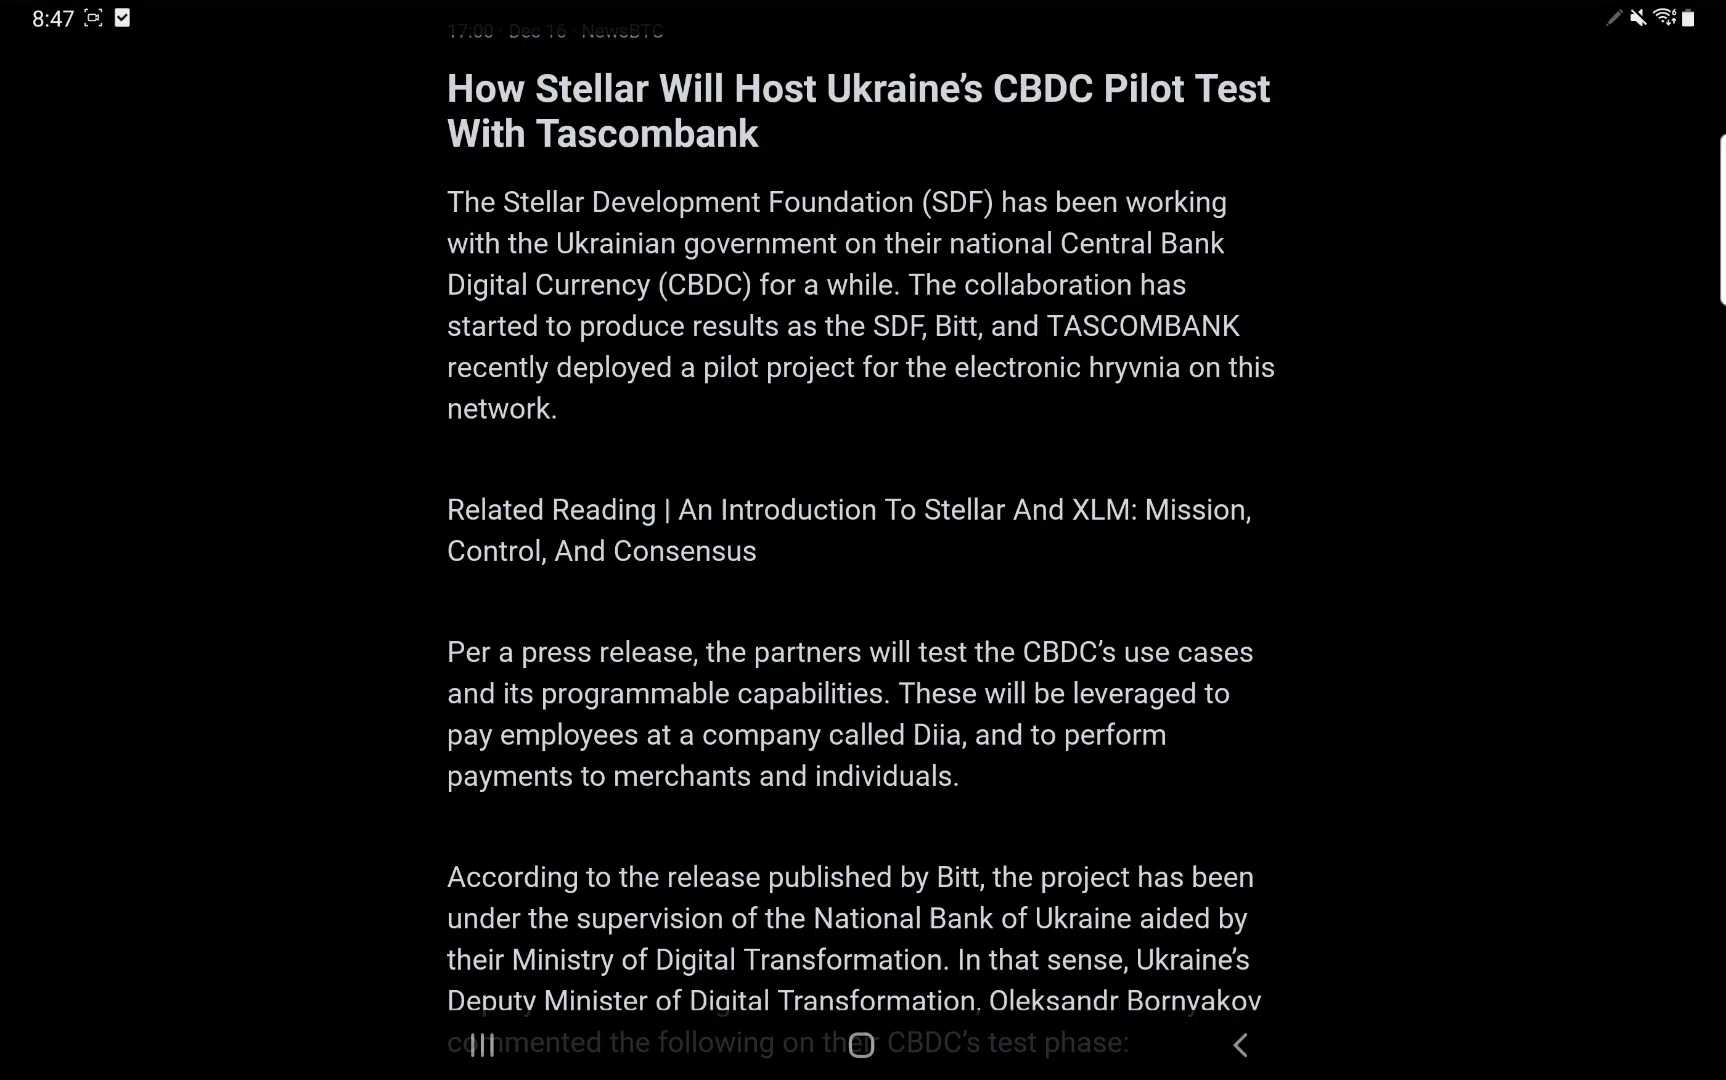 8:47
17:00 · Dec 16 · NewsBTC
How Stellar Will Host Ukraine’s CBDC Pilot Test
With Tascombank
The Stellar Development Foundation (SDF) has been working
with the Ukrainian government on their national Central Bank
Digital Currency (CBDC) for a while. The collaboration has
started to produce results as the SDF, Bitt, and TASCOMBANK
recently deployed a pilot project for the electronic hryvnia on this
network.
Related Reading | An Introduction To Stellar And XLM: Mission,
Control, And Consensus
Per a press release, the partners will test the CBDC’s use cases
and its programmable capabilities. These will be leveraged to
pay employees at a company called Diia, and to perform
payments to merchants and individuals.
According to the release published by Bitt, the project has been
under the supervision of the National Bank of Ukraine aided by
their Ministry of Digital Transformation. In that sense, Ukraine’s
Deputy Minister of Digital Transformation, Oleksandr Bornyakov
commented the following on their CBDC’s test phase: